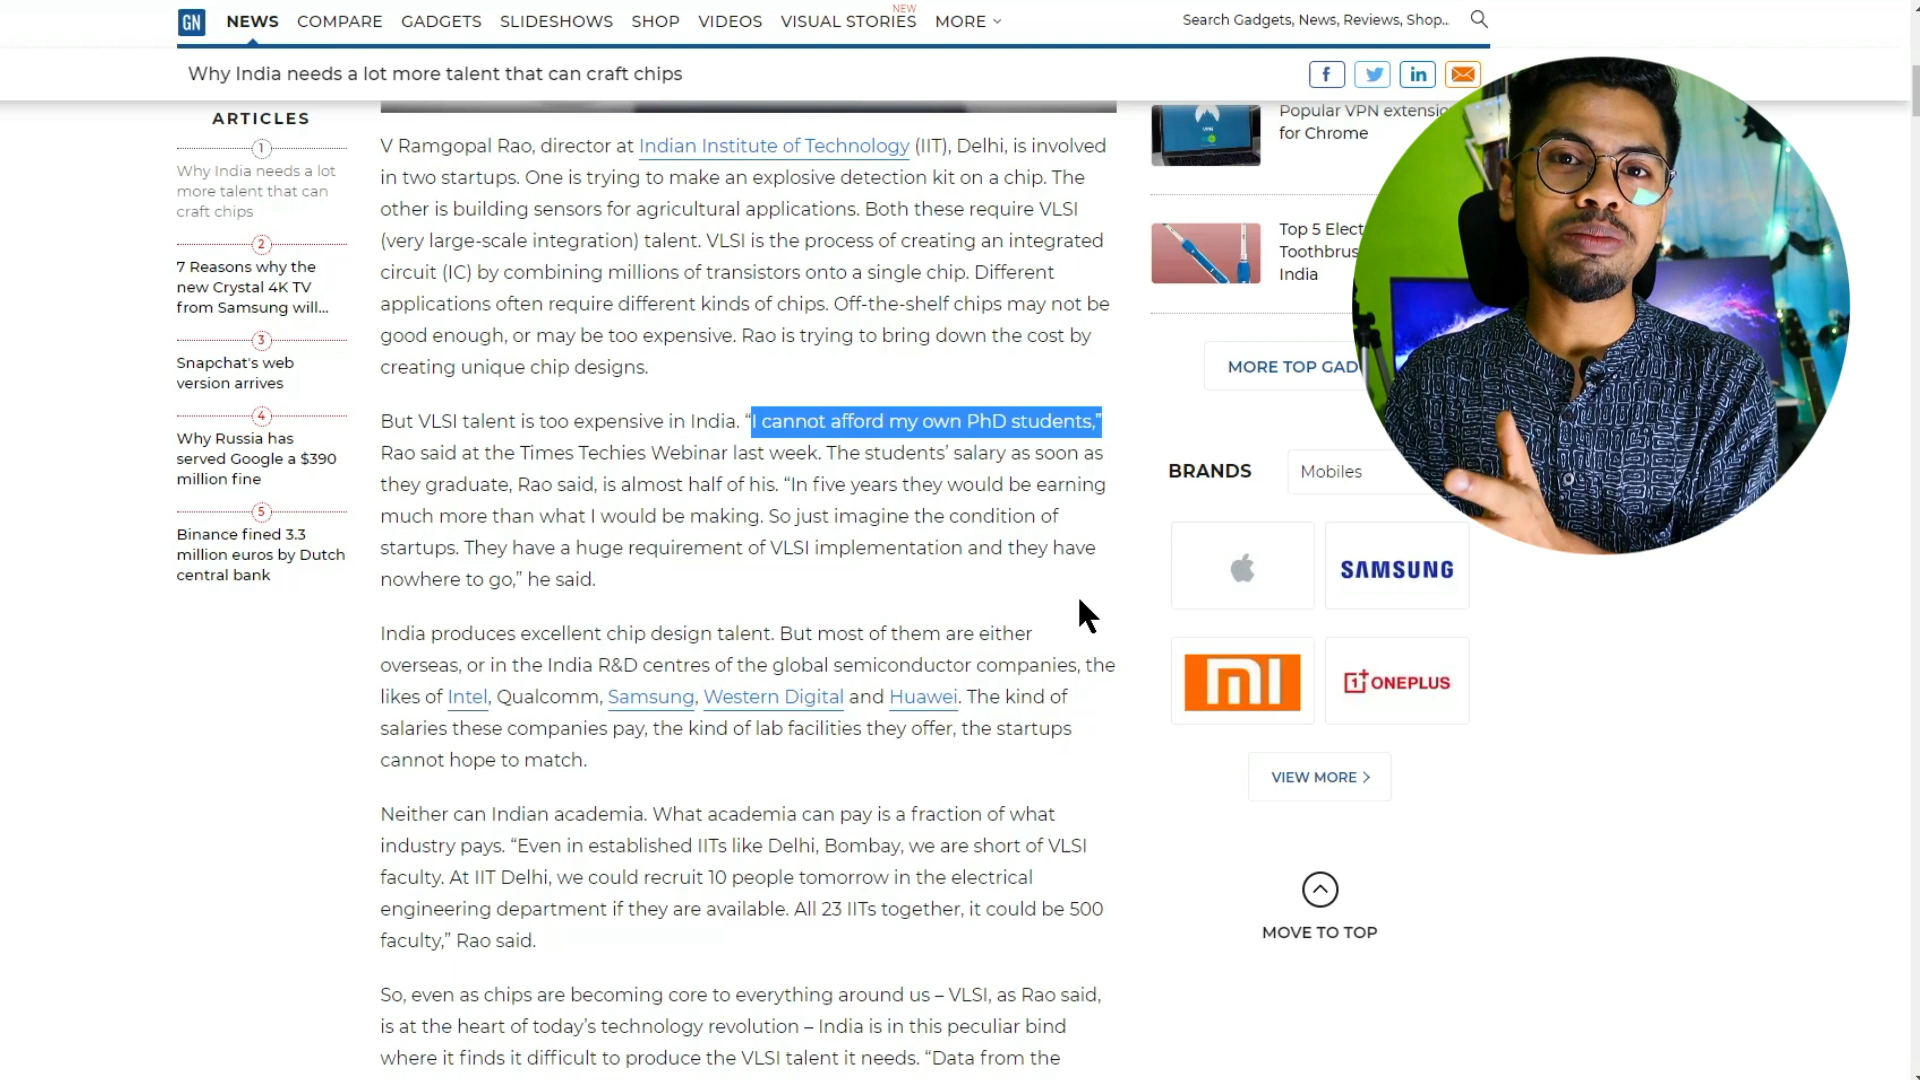 GN NEWS COMPARE GADGETS SLIDESHOWS SHOP VIDEOS VISUAL STORIES NEW MORE Search Gadgets, News, Reviews, Shop..
Why India needs a lot more talent that can craft chips
f in
ARTICLES
1
Why India needs a lot
more talent that can
craft chips
2
7 Reasons why the
new Crystal 4K TV
from Samsung will...
3
Snapchat's web
version arrives
4
Why Russia has
served Google a $390
million fine
5
Binance fined 3.3
million euros by Dutch
central bank
V Ramgopal Rao, director at Indian Institute of Technology (IIT), Delhi, is involved
in two startups. One is trying to make an explosive detection kit on a chip. The
other is building sensors for agricultural applications. Both these require VLSI
(very large-scale integration) talent. VLSI is the process of creating an integrated
circuit (IC) by combining millions of transistors onto a single chip. Different
applications often require different kinds of chips. Off-the-shelf chips may not be
good enough, or may be too expensive. Rao is trying to bring down the cost by
creating unique chip designs.
But VLSI talent is too expensive in India. “I cannot afford my own PhD students,”
Rao said at the Times Techies Webinar last week. The students’ salary as soon as
they graduate, Rao said, is almost half of his. “In five years they would be earning
much more than what I would be making. So just imagine the condition of
startups. They have a huge requirement of VLSI implementation and they have
nowhere to go,” he said.
India produces excellent chip design talent. But most of them are either
overseas, or in the India R&D centres of the global semiconductor companies, the
likes of Intel, Qualcomm, Samsung, Western Digital and Huawei. The kind of
salaries these companies pay, the kind of lab facilities they offer, the startups
cannot hope to match.
Neither can Indian academia. What academia can pay is a fraction of what
industry pays. “Even in established IITs like Delhi, Bombay, we are short of VLSI
faculty. At IIT Delhi, we could recruit 10 people tomorrow in the electrical
engineering department if they are available. All 23 IITs together, it could be 500
faculty,” Rao said.
So, even as chips are becoming core to everything around us – VLSI, as Rao said,
is at the heart of today’s technology revolution – India is in this peculiar bind
where it finds it difficult to produce the VLSI talent it needs. “Data from the
VPN
Popular VPN
for Chrome
Top 5
India
MORE TOP
BRANDS Mobiles
SAMSUNG
MI
1+ ONEPLUS
VIEW MORE >
MOVE TO TOP